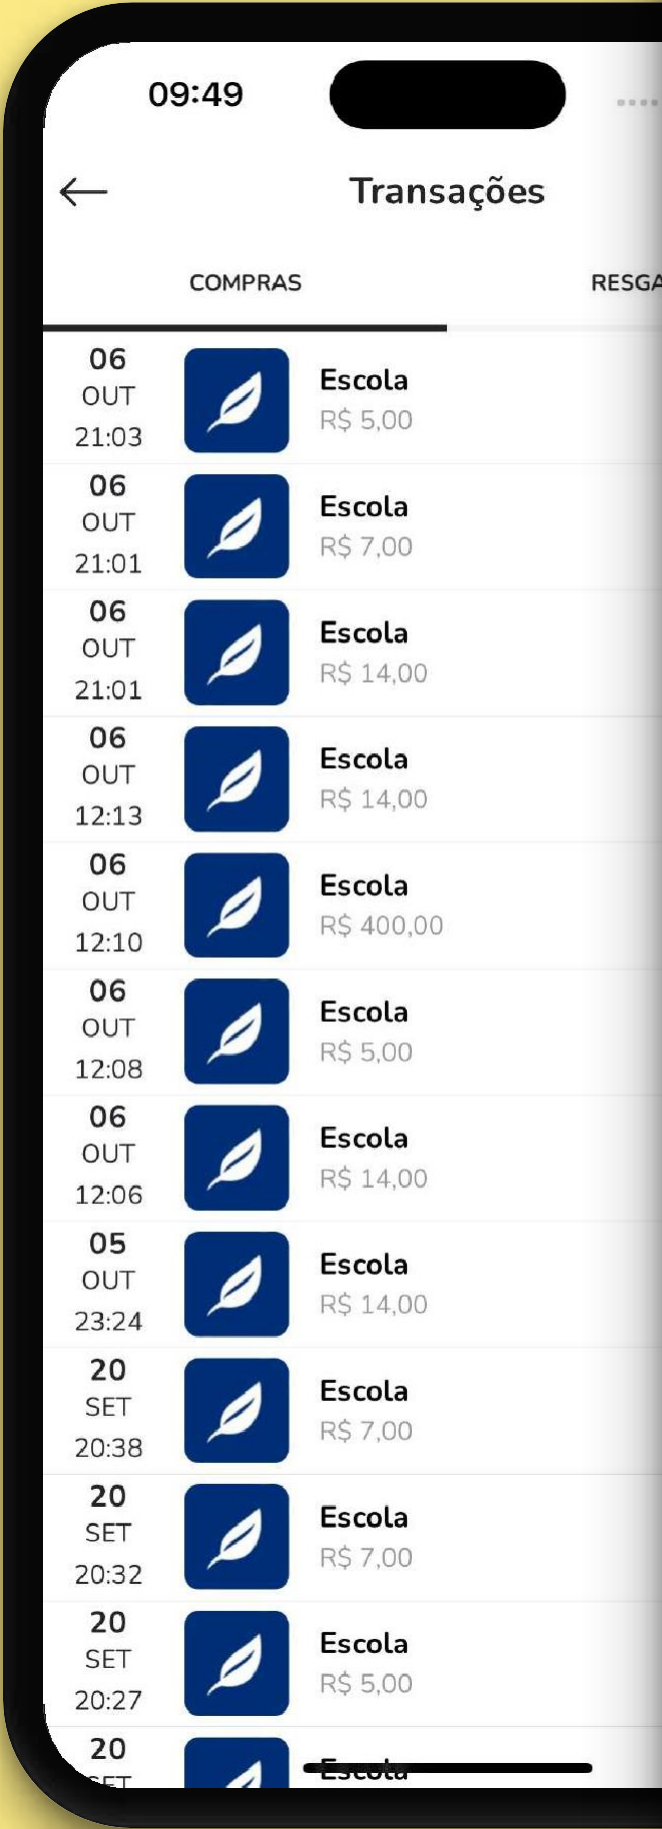 09:49
Transações
COMPRAS
RESGA
06
OUT
21:03
Escola
R$ 5,00
06
OUT
21:01
Escola
R$ 7,00
06
OUT
21:01
Escola
R$ 14,00
06
OUT
12:13
Escola
R$ 14,00
06
OUT
12:10
Escola
R$ 400,00
06
OUT
12:08
Escola
R$ 5,00
06
OUT
12:06
Escola
R$ 14,00
05
OUT
23:24
Escola
R$ 14,00
20
SET
20:38
Escola
R$ 7,00
20
SET
20:32
Escola
R$ 7,00
20
SET
20:27
Escola
R$ 5,00
20
SET
Escola